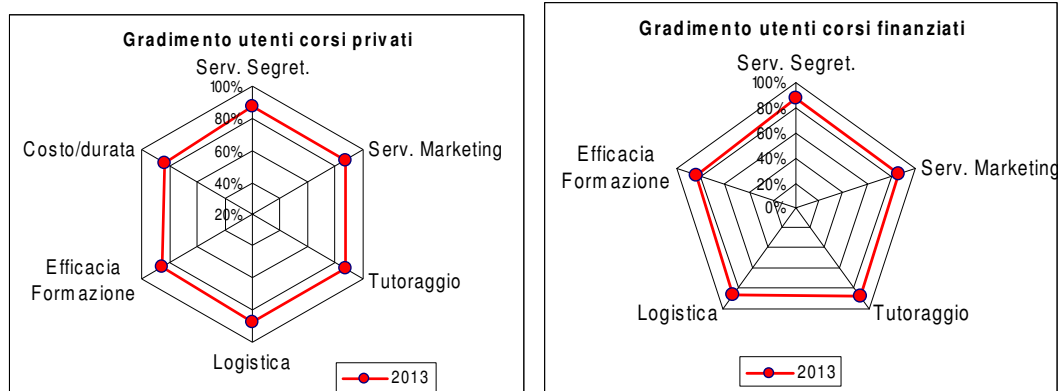 Gradimento utenti corsi privati
Serv. Segret.
100%
80%
60%
40%
20%
Costo/durata
Serv. Marketing
Efficacia
Formazione
Tutoraggio
Logistica
2013
Gradimento utenti corsi finanziati
Serv. Segret.
100%
80%
60%
40%
20%
0%
Efficacia
Formazione
Serv. Marketing
Logistica
Tutoraggio
2013